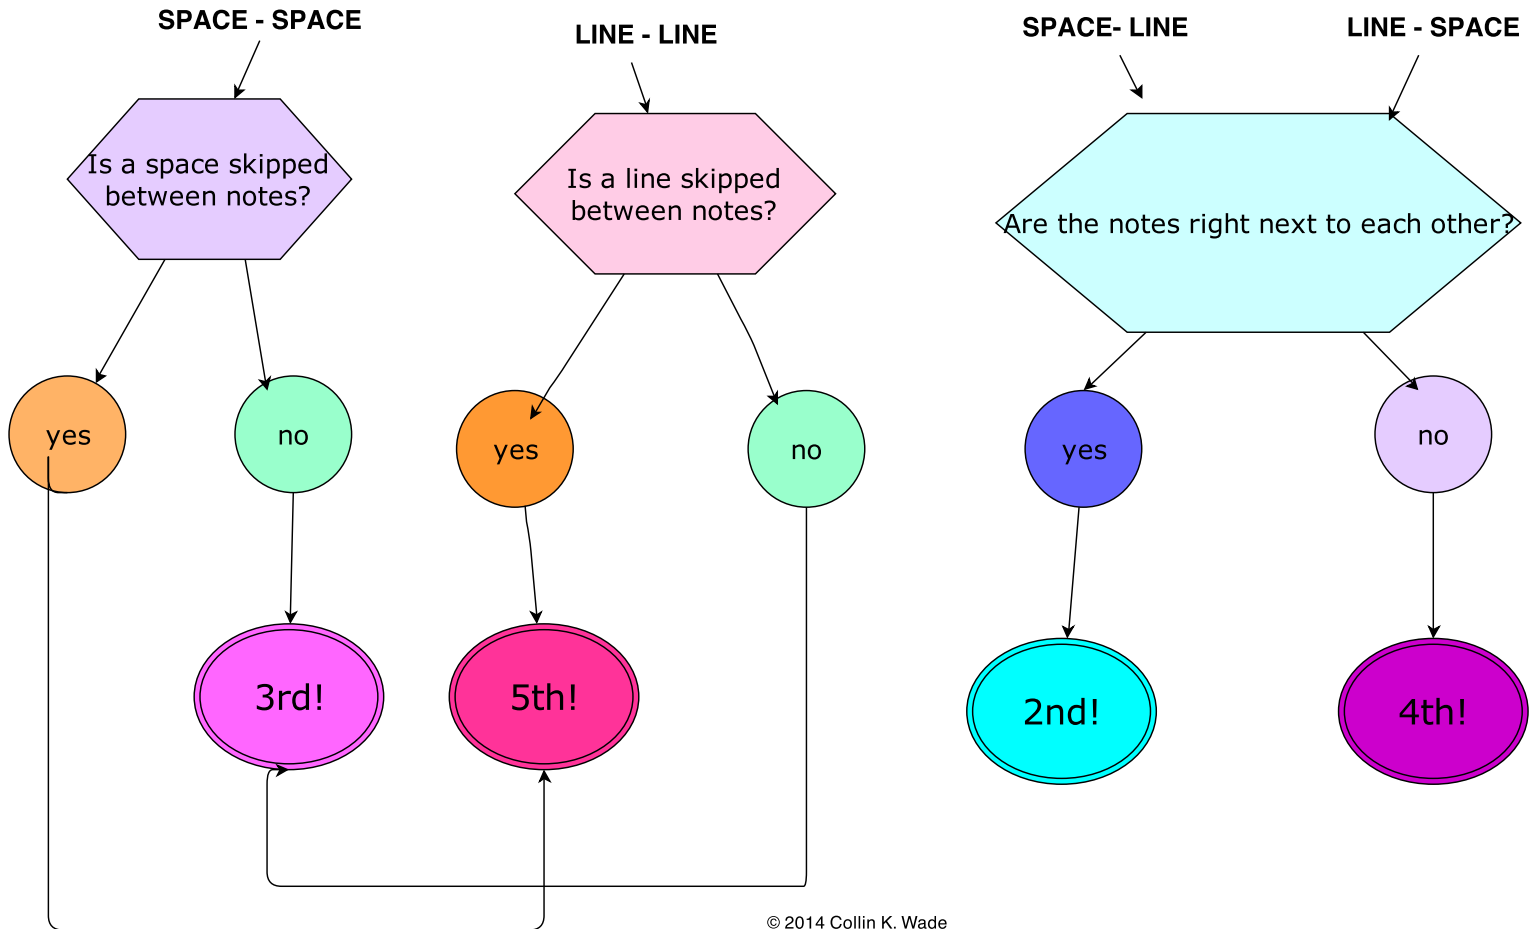 SPACE - SPACE
LINE - LINE
SPACE- LINE
LINE - SPACE
Is a space skipped
between notes?
Is a line skipped
between notes?
Are the notes right next to each other?
yes
no
yes
no
yes
no
3rd!
5th!
2nd!
4th!
© 2014 Collin K. Wade